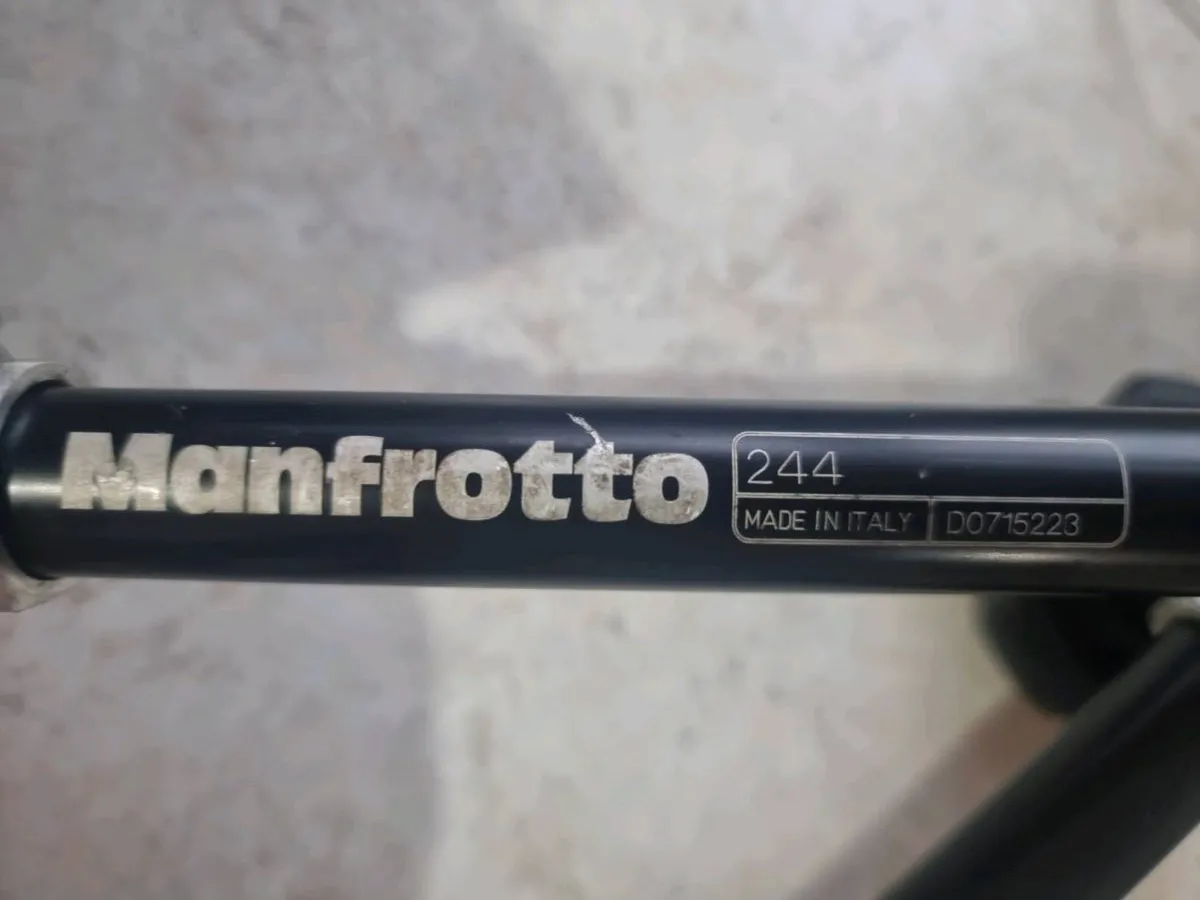 Manfrotto
244
MADE IN ITALY D0715223